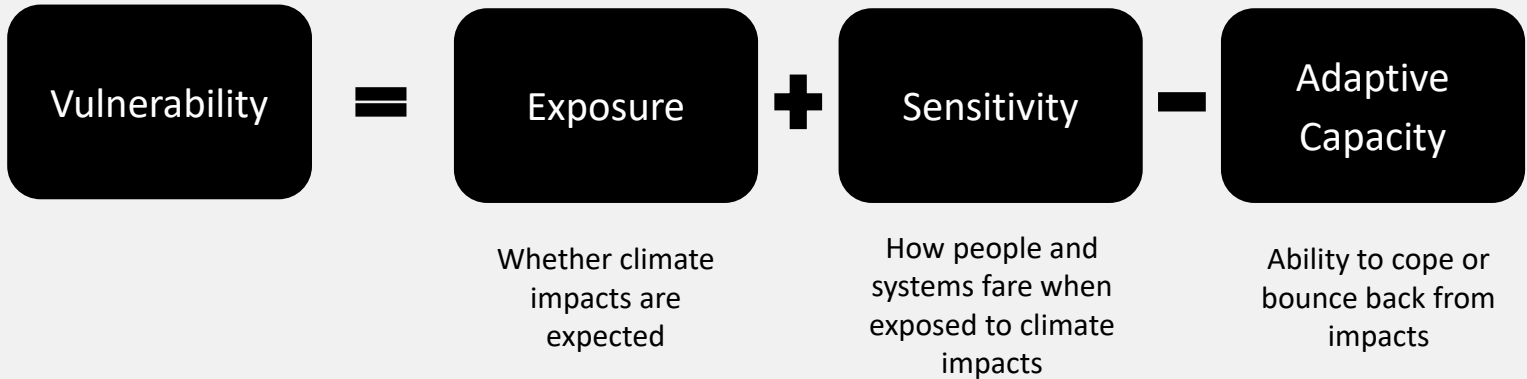 Vulnerability
=
Exposure
+
Sensitivity
-
Adaptive
Capacity
Whether climate
impacts are
expected
How people and
systems fare when
exposed to climate
impacts
Ability to cope or
bounce back from
impacts